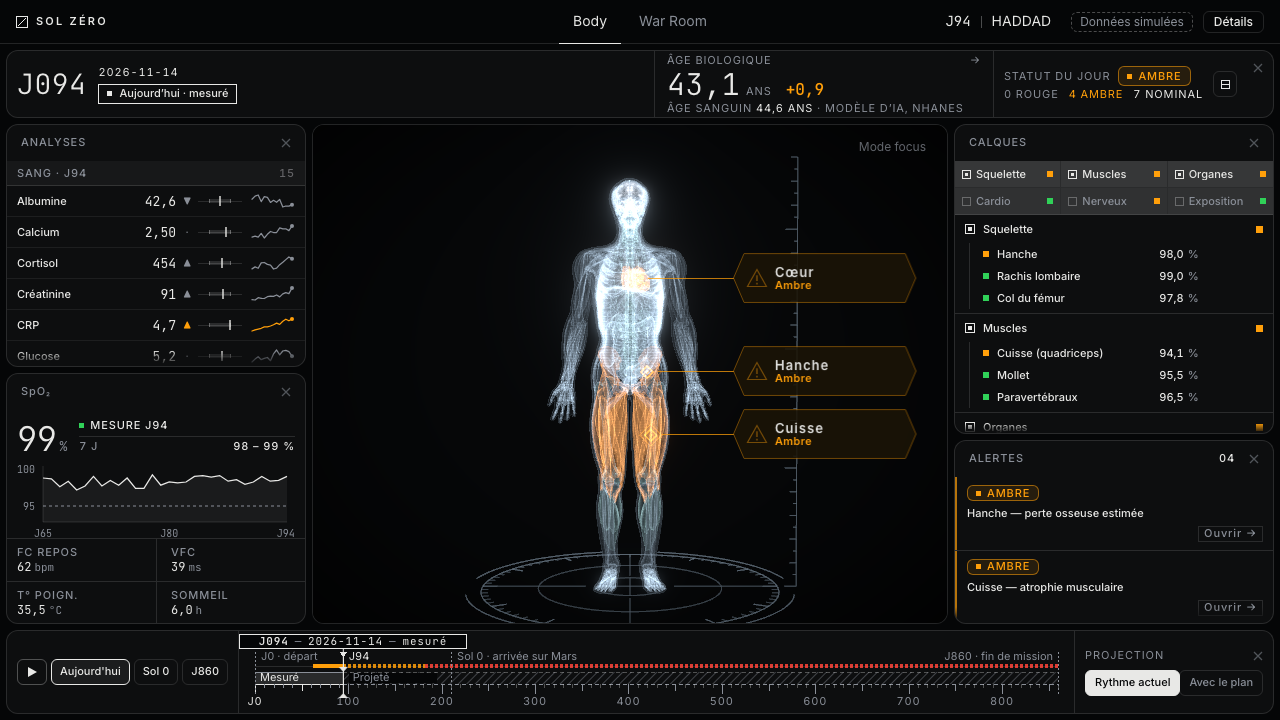 SOL ZÉRO
Body
War Room
J94 | HADDAD
Données simulées
Détails
J094
2026-11-14
Aujourd'hui · mesuré
ÂGE BIOLOGIQUE →
43,1 ANS +0,9
ÂGE SANGUIN 44,6 ANS · MODÈLE D'IA, NHANES
STATUT DU JOUR AMBRE
0 ROUGE 4 AMBRE 7 NOMINAL
ANALYSES
SANG · J94 15
Albumine 42,6
Calcium 2,50
Cortisol 454
Créatinine 91
CRP 4,7
Glucose 5,2
SpO₂
99 %
MESURE J94
7 J 98 – 99 %
100
95
J65 J80 J94
FC REPOS
62 bpm
VFC
39 ms
T° POIGN.
35,5 °C
SOMMEIL
6,0 h
Mode focus
Cœur
Ambre
Hanche
Ambre
Cuisse
Ambre
CALQUES
Squelette
Muscles
Organes
Cardio
Nerveux
Exposition
Squelette
Hanche 98,0 %
Rachis lombaire 99,0 %
Col du fémur 97,8 %
Muscles
Cuisse (quadriceps) 94,1 %
Mollet 95,5 %
Paravertébraux 96,5 %
Organes
ALERTES 04
AMBRE
Hanche — perte osseuse estimée
Ouvrir →
AMBRE
Cuisse — atrophie musculaire
Ouvrir →
Aujourd'hui
Sol 0
J860
J094 — 2026-11-14 — mesuré
J0 · départ
J94
Sol 0 · arrivée sur Mars
J860 · fin de mission
Mesuré
Projeté
J0 100 200 300 400 500 600 700 800
PROJECTION
Rythme actuel
Avec le plan